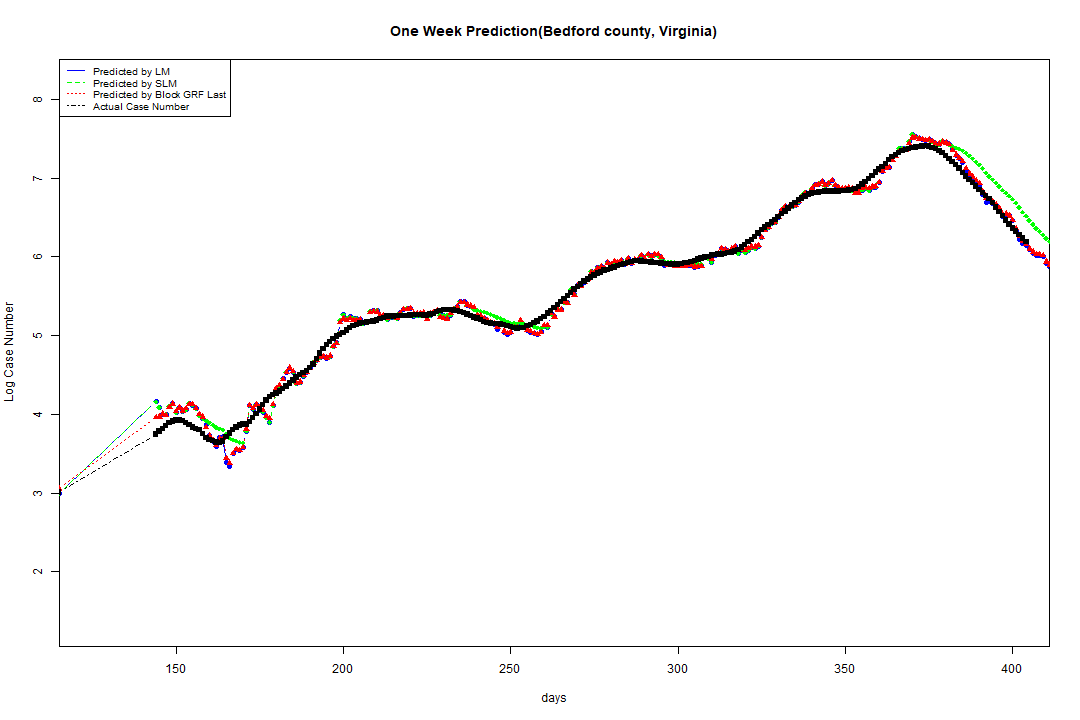 One Week Prediction(Bedford county, Virginia)
Predicted by LM
Predicted by SLM
Predicted by Block GRF Last
Actual Case Number
8
7
6
5
4
3
2
Log Case Number
150 200 250 300 350 400
days